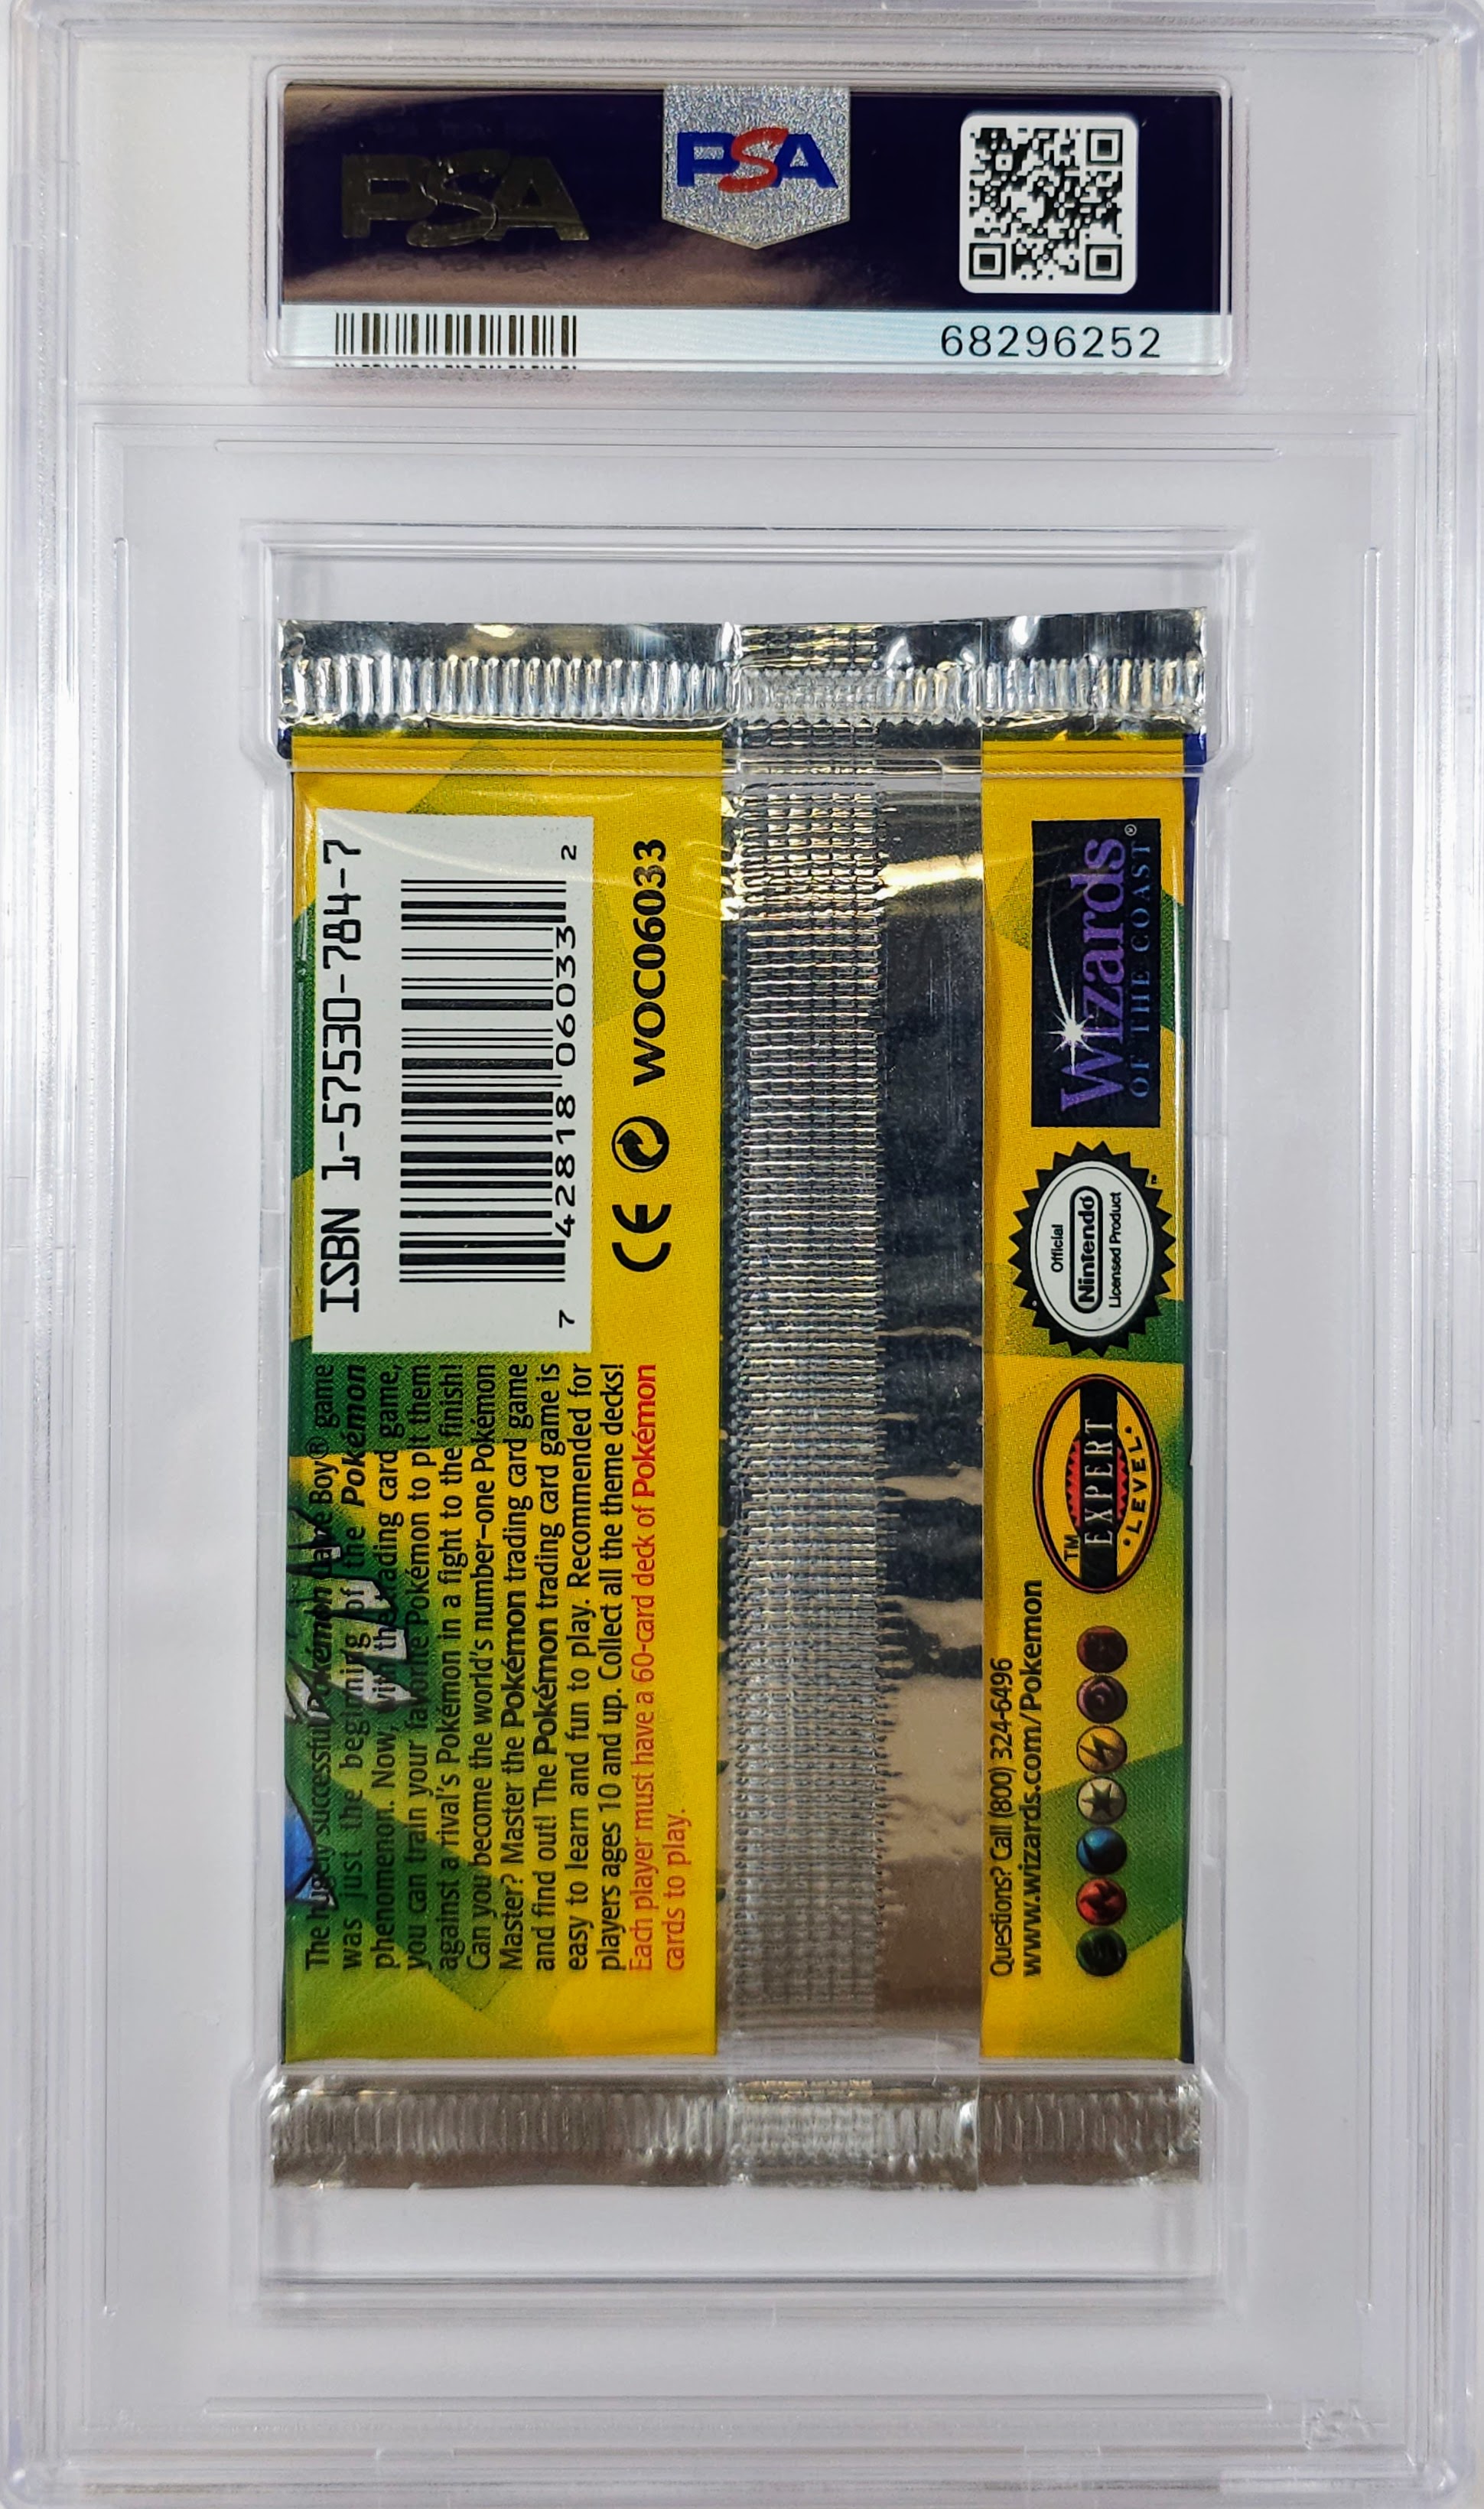 PSA
PSA
68296252
ISBN 1-57530-784-7
7 42818 06033 2
CE WOC06033
The hugely successful Pokémon Game Boy® game
was just the beginning of the Pokémon
phenomenon. Now, with the trading card game,
you can train your favorite Pokémon to pit them
against a rival's Pokémon in a fight to the finish!
Can you become the world's number-one Pokémon
Master? Master the Pokémon trading card game
and find out! The Pokémon trading card game is
easy to learn and fun to play. Recommended for
players ages 10 and up. Collect all the theme decks!
Each player must have a 60-card deck of Pokémon
cards to play.
Questions? Call (800) 324-6496
www.wizards.com/Pokemon
TM
EXPERT
LEVEL
Official
Nintendo
Licensed Product
™
Wizards
OF THE COAST®